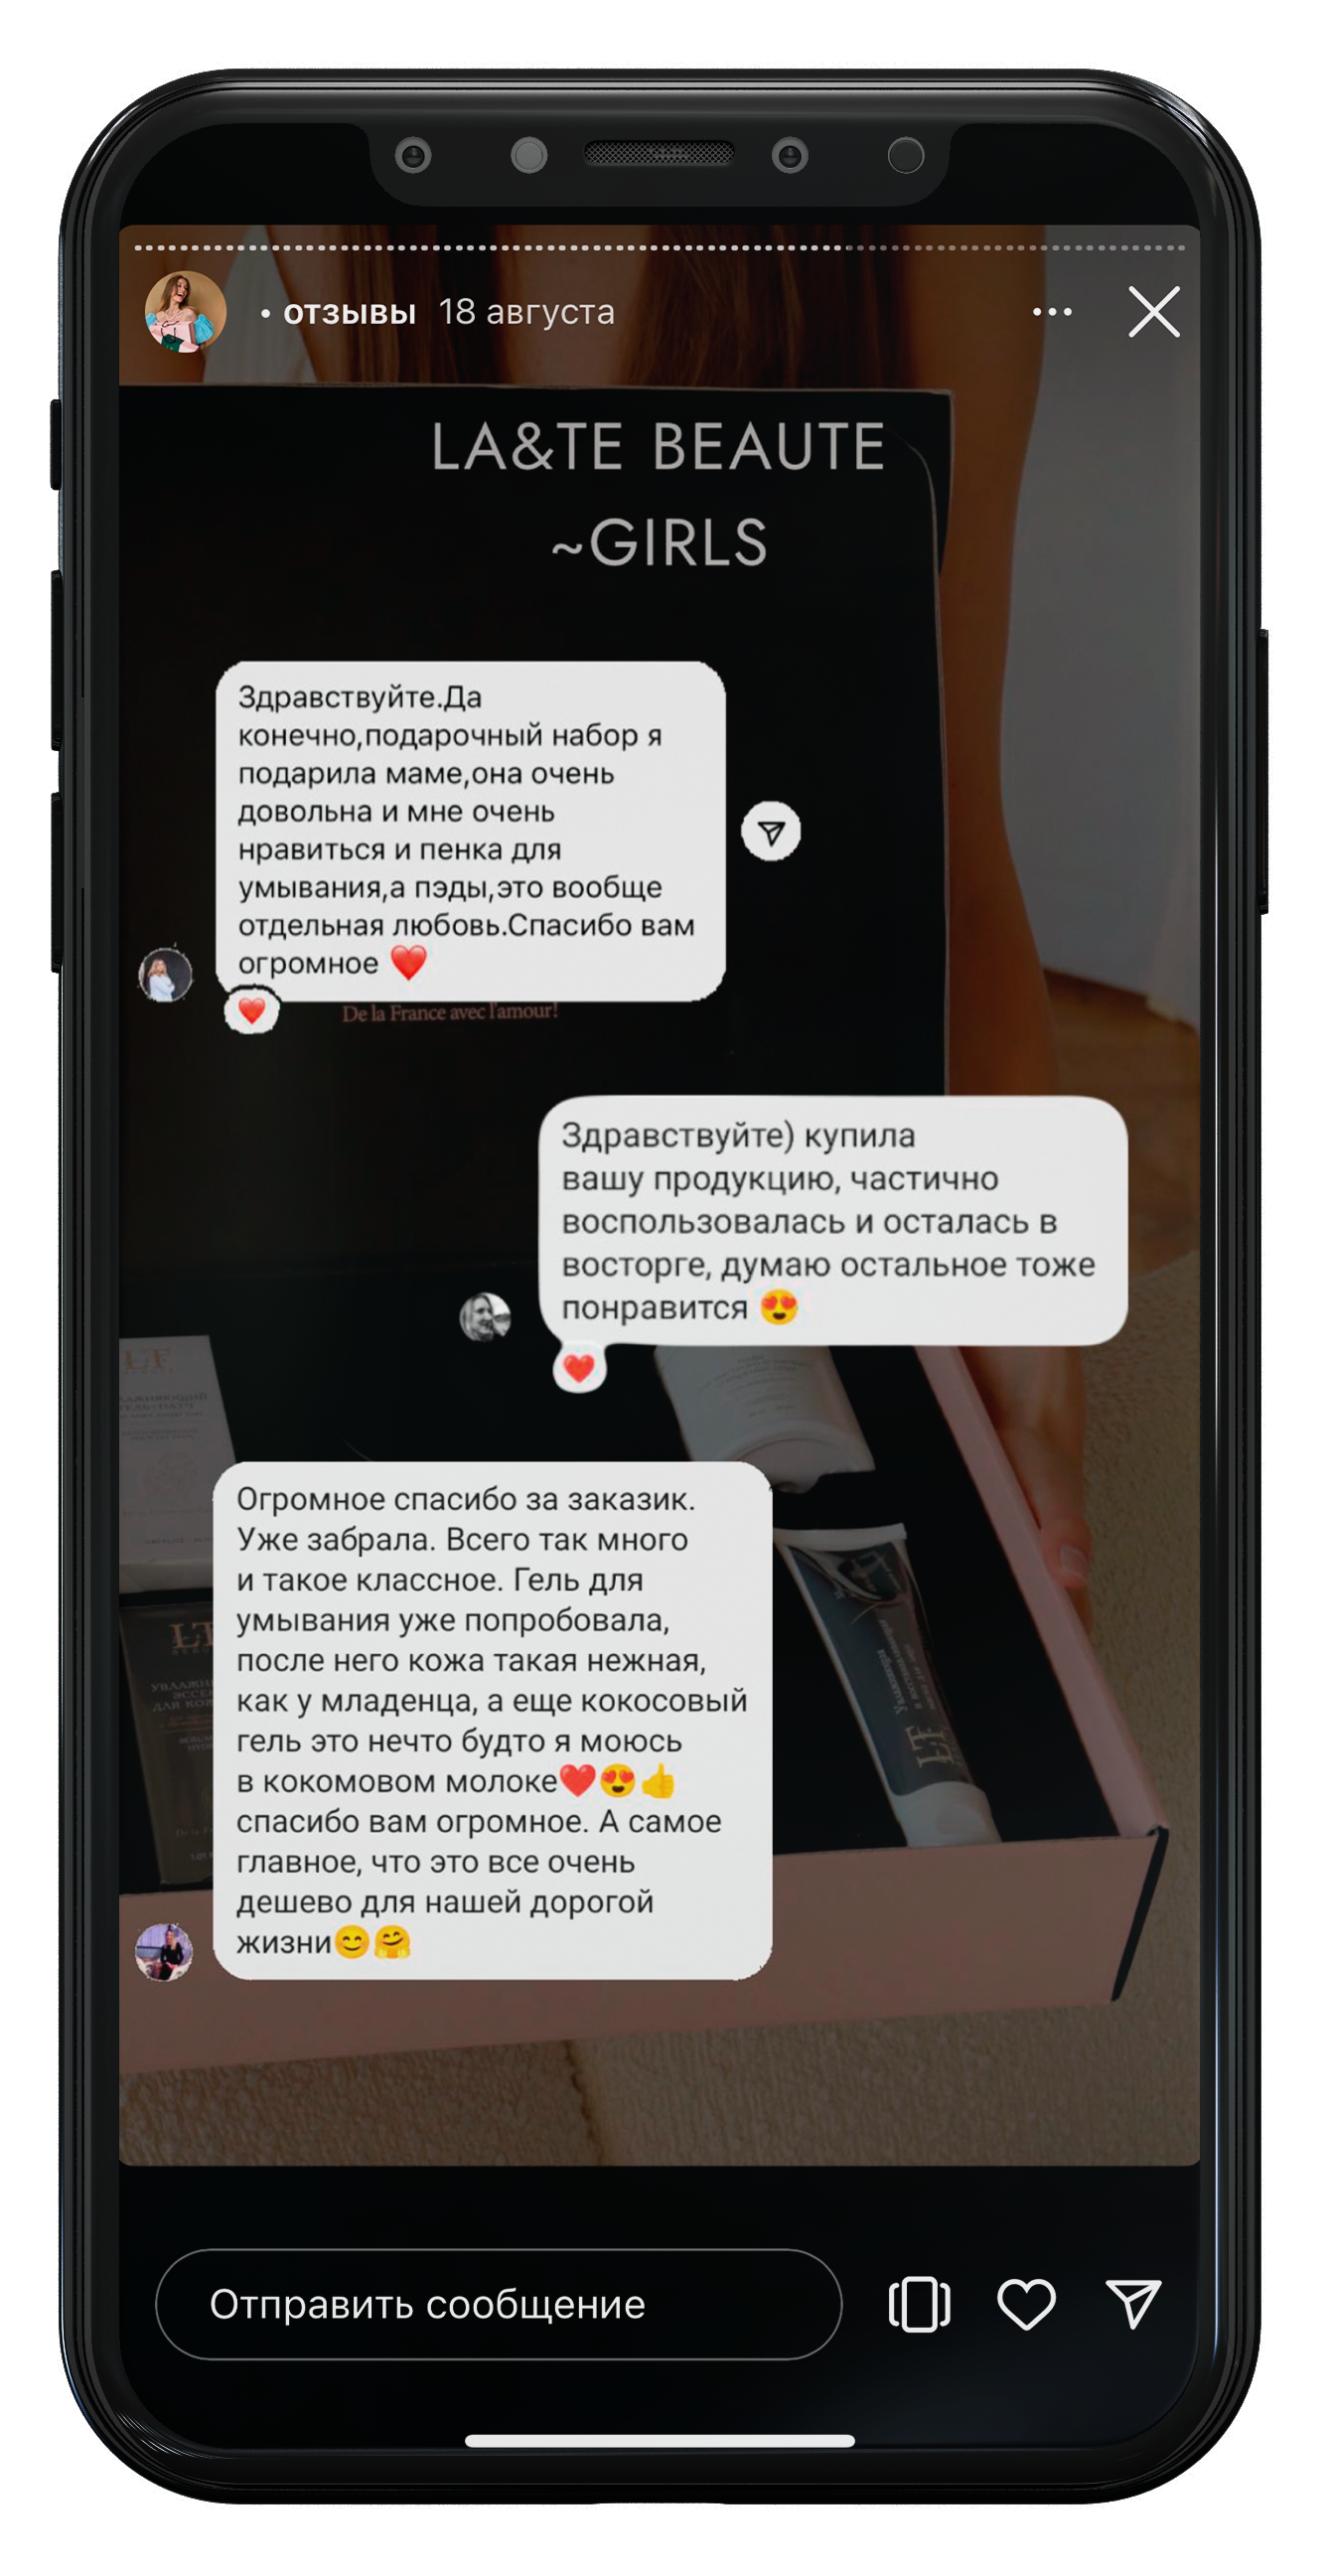 • отзывы 18 августа
LA&TE BEAUTE
~GIRLS
Здравствуйте.Да
конечно,подарочный набор я
подарила маме,она очень
довольна и мне очень
нравиться и пенка для
умывания,а пэды,это вообще
отдельная любовь.Спасибо вам
огромное ❤️
❤️
De la France avec l'amour!
Здравствуйте) купила
вашу продукцию, частично
воспользовалась и осталась в
восторге, думаю остальное тоже
понравится 😍
❤️
LF
Огромное спасибо за заказик.
Уже забрала. Всего так много
и такое классное. Гель для
умывания уже попробовала,
после него кожа такая нежная,
как у младенца, а еще кокосовый
гель это нечто будто я моюсь
в кокомовом молоке❤️😍👍
спасибо вам огромное. А самое
главное, что это все очень
дешево для нашей дорогой
жизни😊🤗
Отправить сообщение